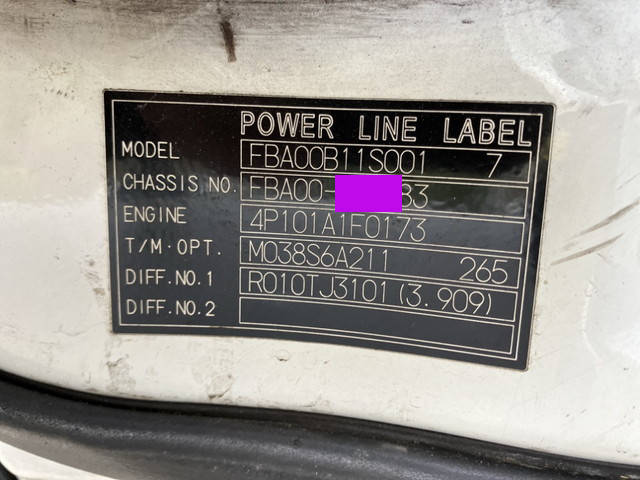 POWER LINE LABEL
MODEL FBA00B11S001 7
CHASSIS NO. FBA00- 83
ENGINE 4P101A1F0173
T/M·OPT. M038S6A211 265
DIFF.NO.1 R010TJ3101(3.909)
DIFF.NO.2